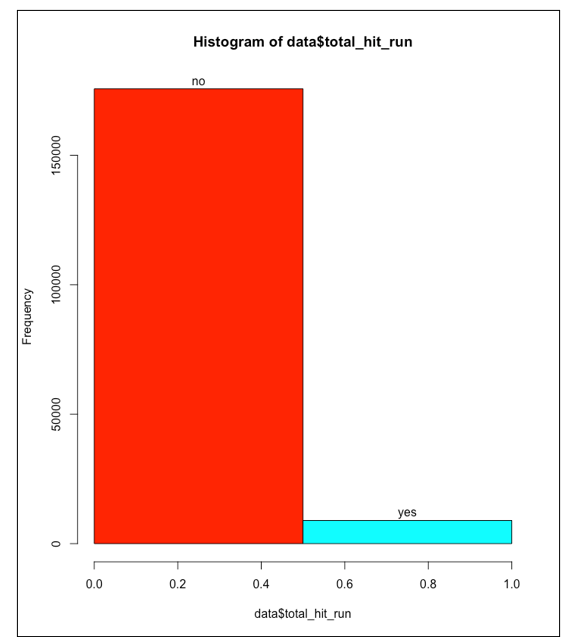 Histogram of data$total_hit_run
no
150000
100000
Frequency
50000
yes
0
0.0 0.2 0.4 0.6 0.8 1.0
data$total_hit_run